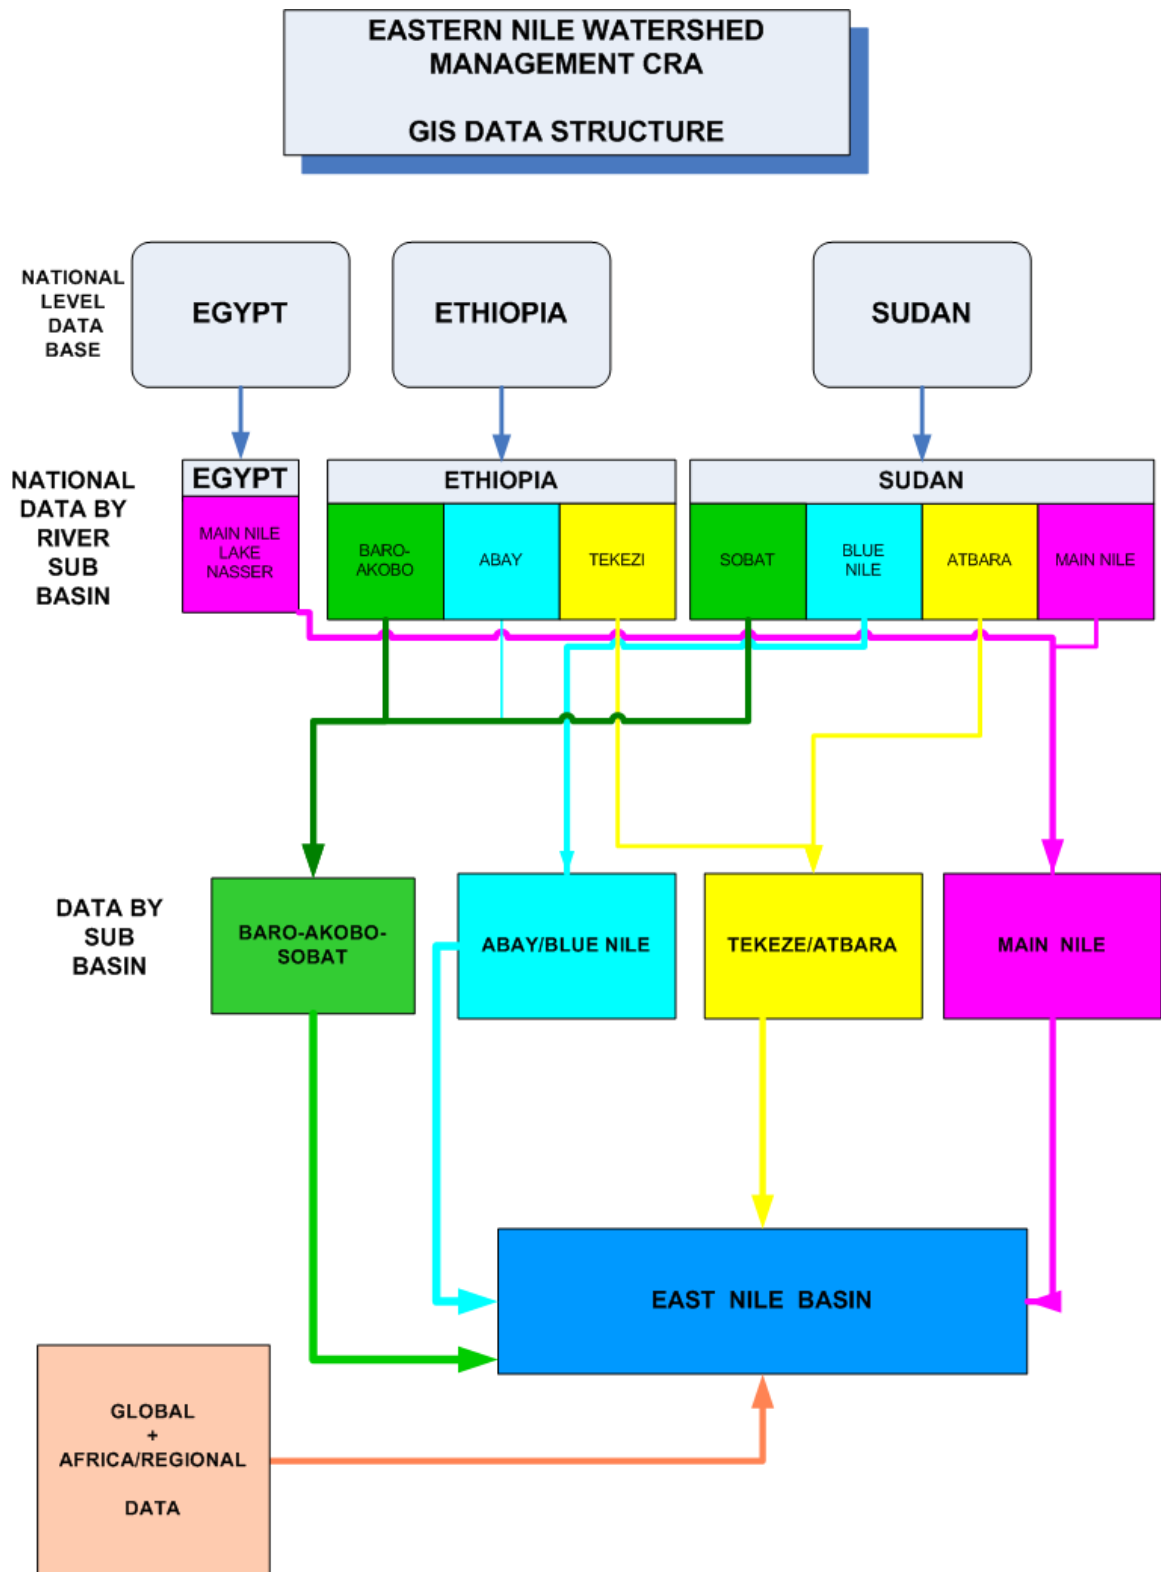 EASTERN NILE WATERSHED
MANAGEMENT CRA
GIS DATA STRUCTURE
NATIONAL
LEVEL
DATA
BASE
EGYPT
ETHIOPIA
SUDAN
NATIONAL
DATA BY
RIVER
SUB
BASIN
EGYPT
MAIN NILE
LAKE
NASSER
ETHIOPIA
BARO-
AKOBO
ABAY
TEKEZI
SUDAN
SOBAT
BLUE
NILE
ATBARA
MAIN NILE
DATA BY
SUB
BASIN
BARO-AKOBO-
SOBAT
ABAY/BLUE NILE
TEKEZE/ATBARA
MAIN NILE
EAST NILE BASIN
GLOBAL
+
AFRICA/REGIONAL
DATA